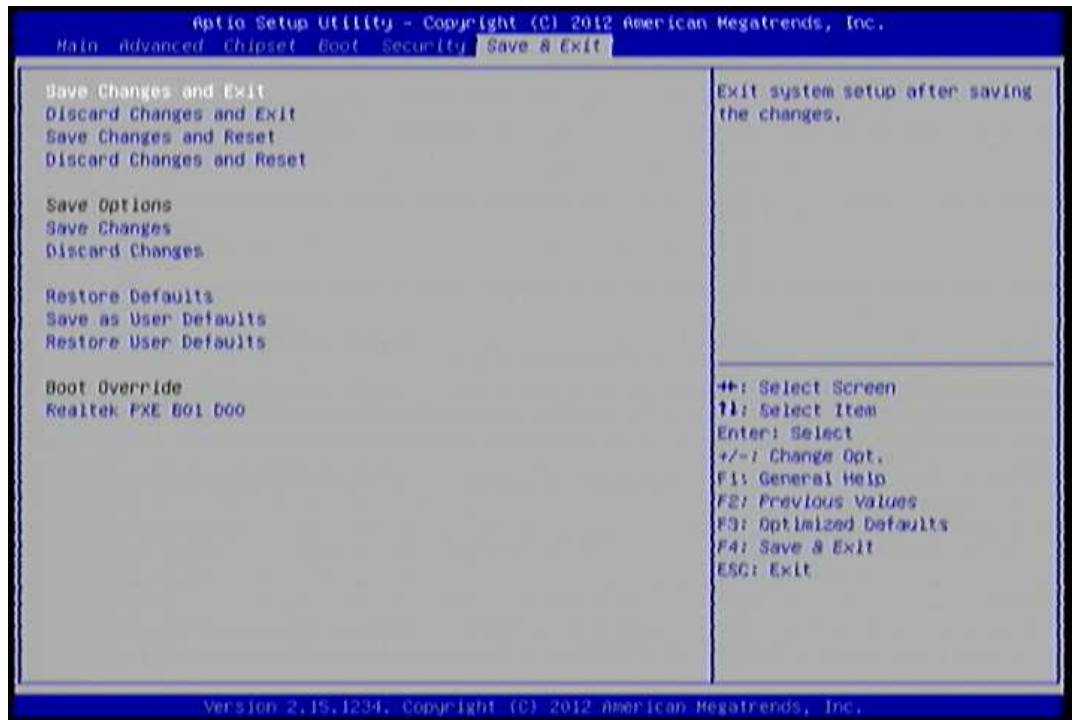 Aptio Setup Utility - Copyright (C) 2012 American Megatrends, Inc.
Main Advanced Chipset Boot Security Save & Exit
Save Changes and Exit
Discard Changes and Exit
Save Changes and Reset
Discard Changes and Reset
Save Options
Save Changes
Discard Changes
Restore Defaults
Save as User Defaults
Restore User Defaults
Boot Override
Realtek PXE B01 D00
Exit system setup after saving
the changes.
→←: Select Screen
↑↓: Select Item
Enter: Select
+/-: Change Opt.
F1: General Help
F2: Previous Values
F3: Optimized Defaults
F4: Save & Exit
ESC: Exit
Version 2.15.1234. Copyright (C) 2012 American Megatrends, Inc.